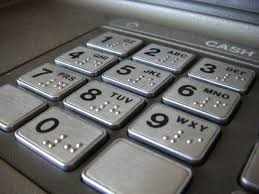 CASH
1
2 ABC
3 DEF
4 GHI
5 JKL
6 MNO
7 PRS
8 TUV
9 WXY
0